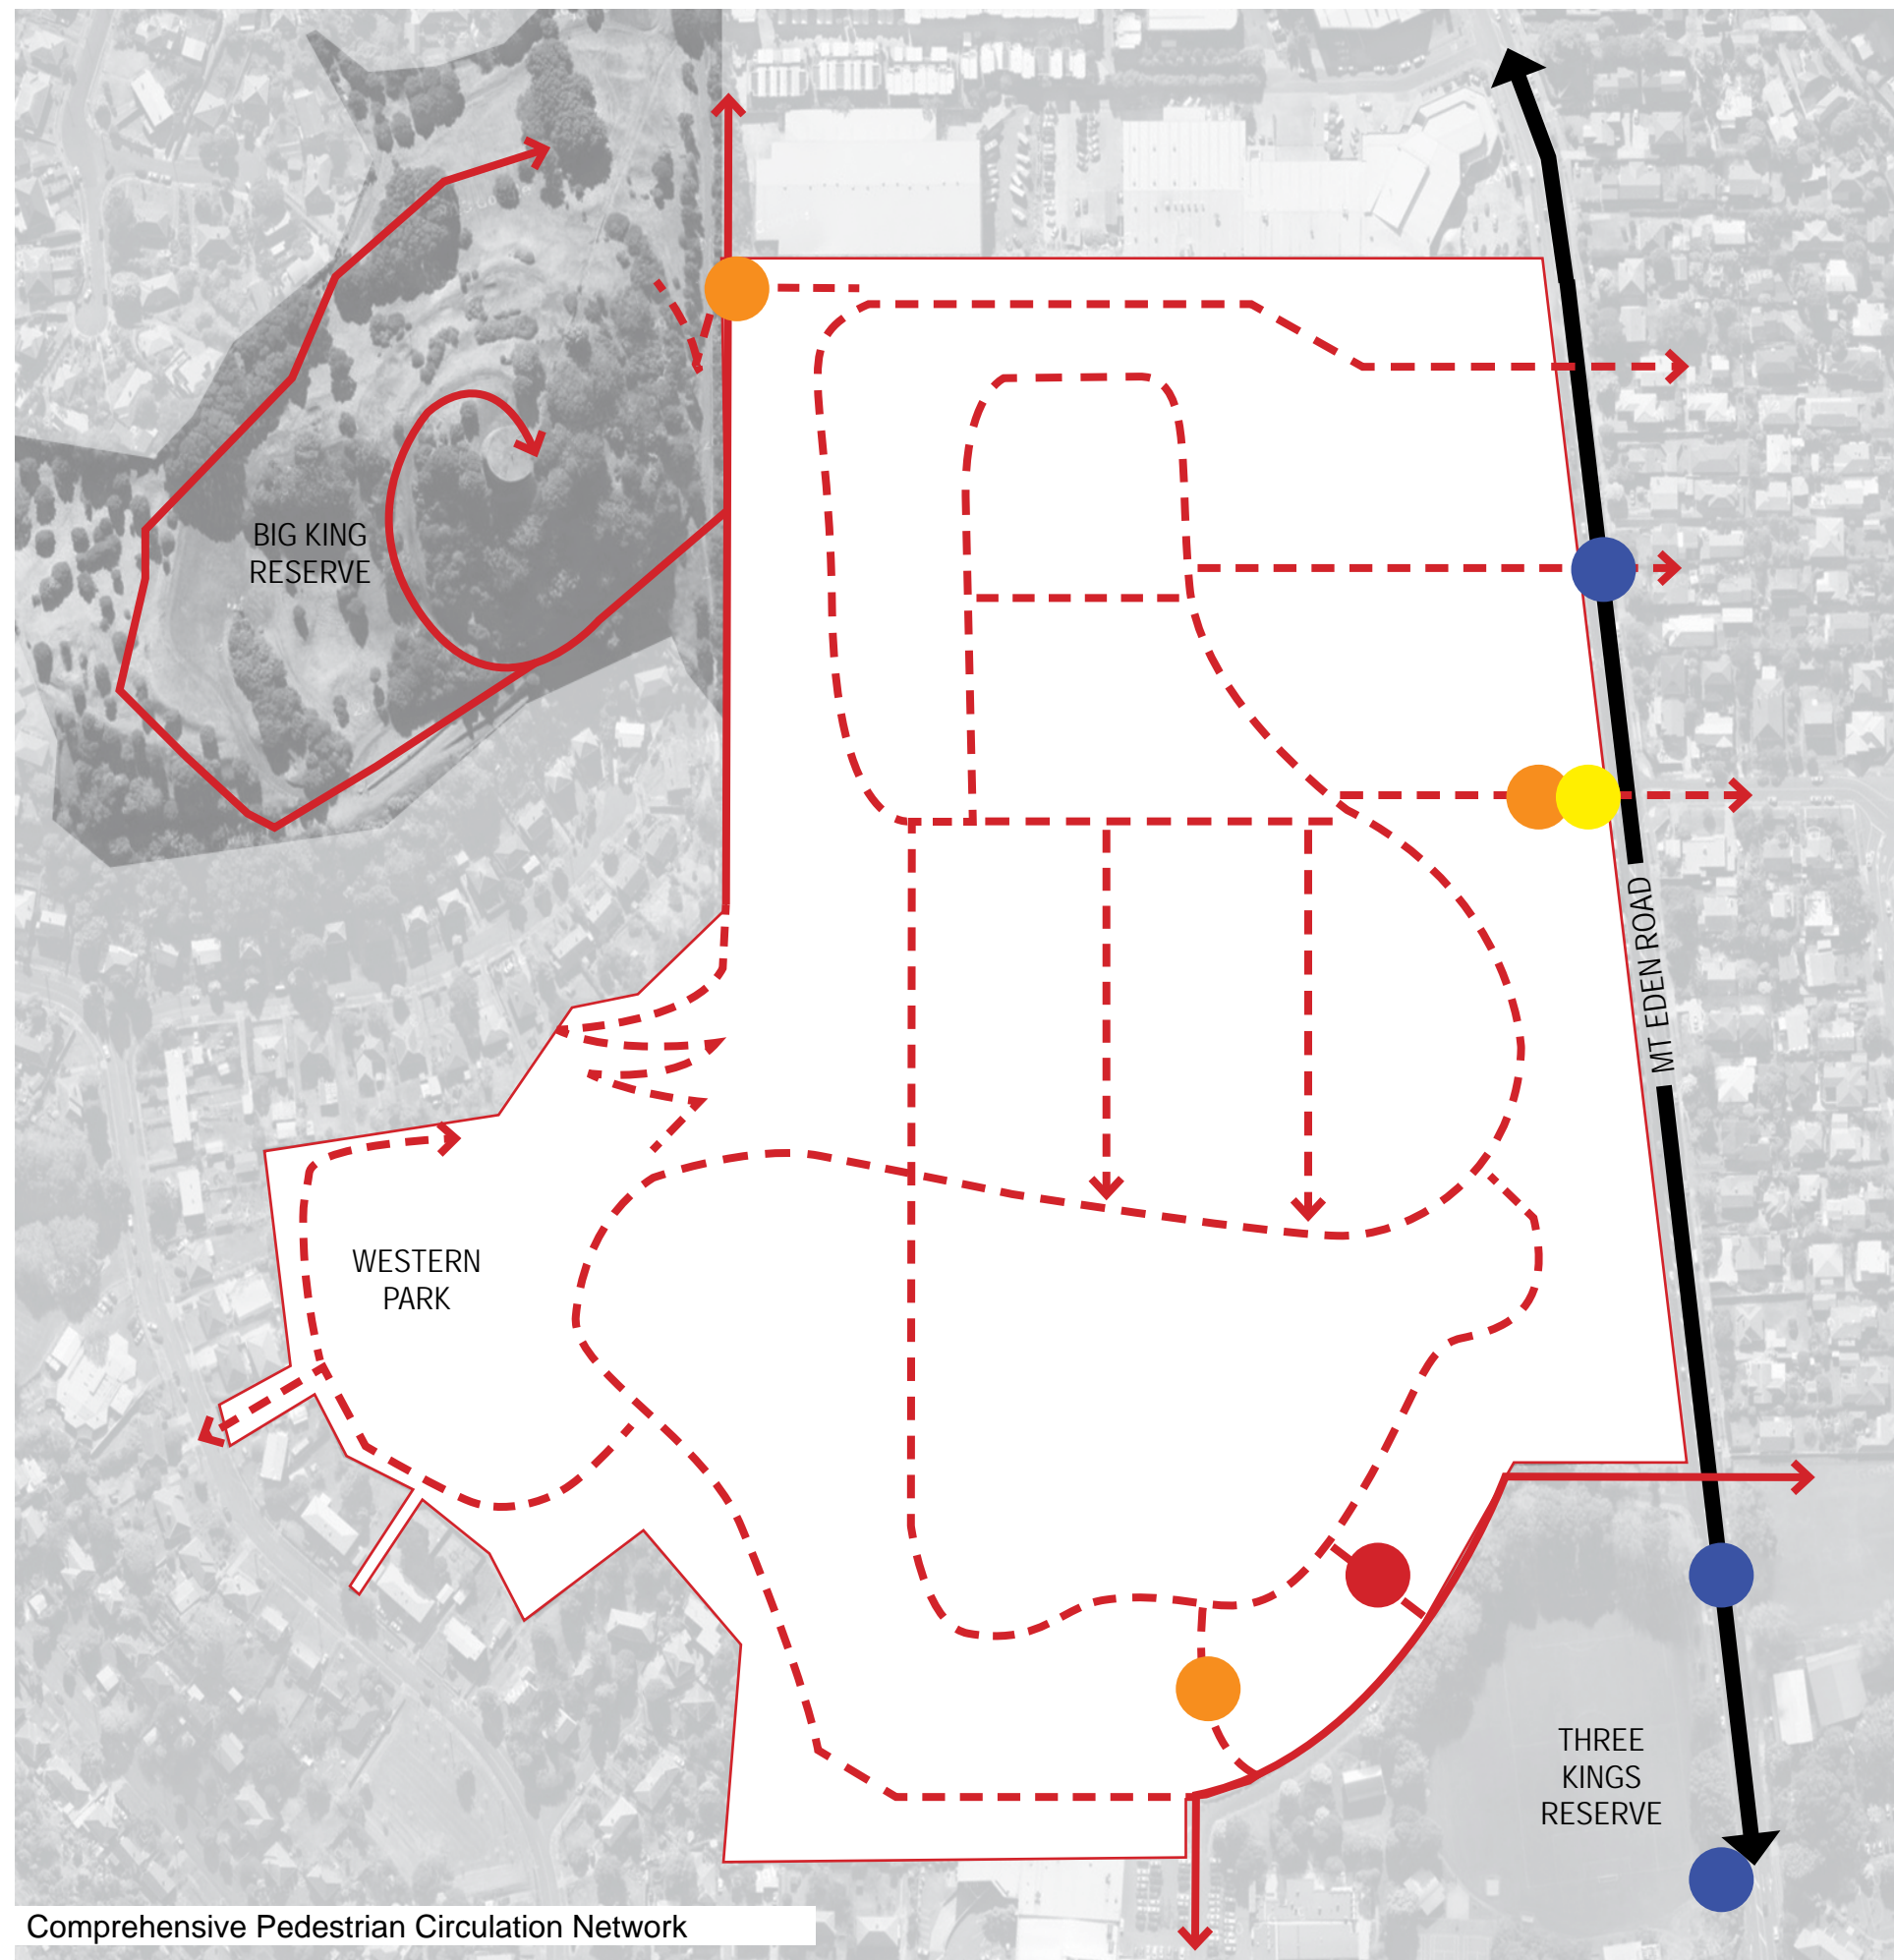 BIG KING
RESERVE
MT EDEN ROAD
WESTERN
PARK
THREE
KINGS
RESERVE
Comprehensive Pedestrian Circulation Network